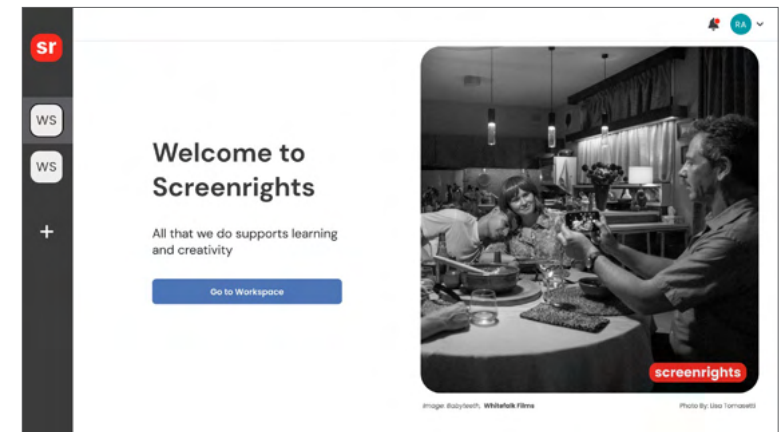 sr
RA
WS
WS
+
Welcome to
Screenrights
All that we do supports learning
and creativity
Go to Workspace
screenrights
Image: Babyteeth, Whitefalk Films
Photo By: Lisa Tomasetti